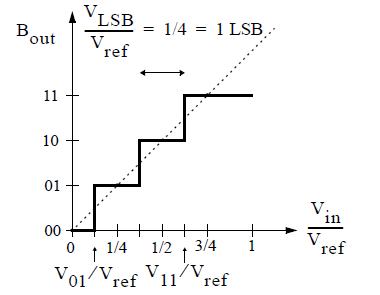 B_out
V_LSB / V_ref = 1/4 = 1 LSB
11
10
01
00
0 1/4 1/2 3/4 1
V_in / V_ref
V_01/V_ref V_11/V_ref